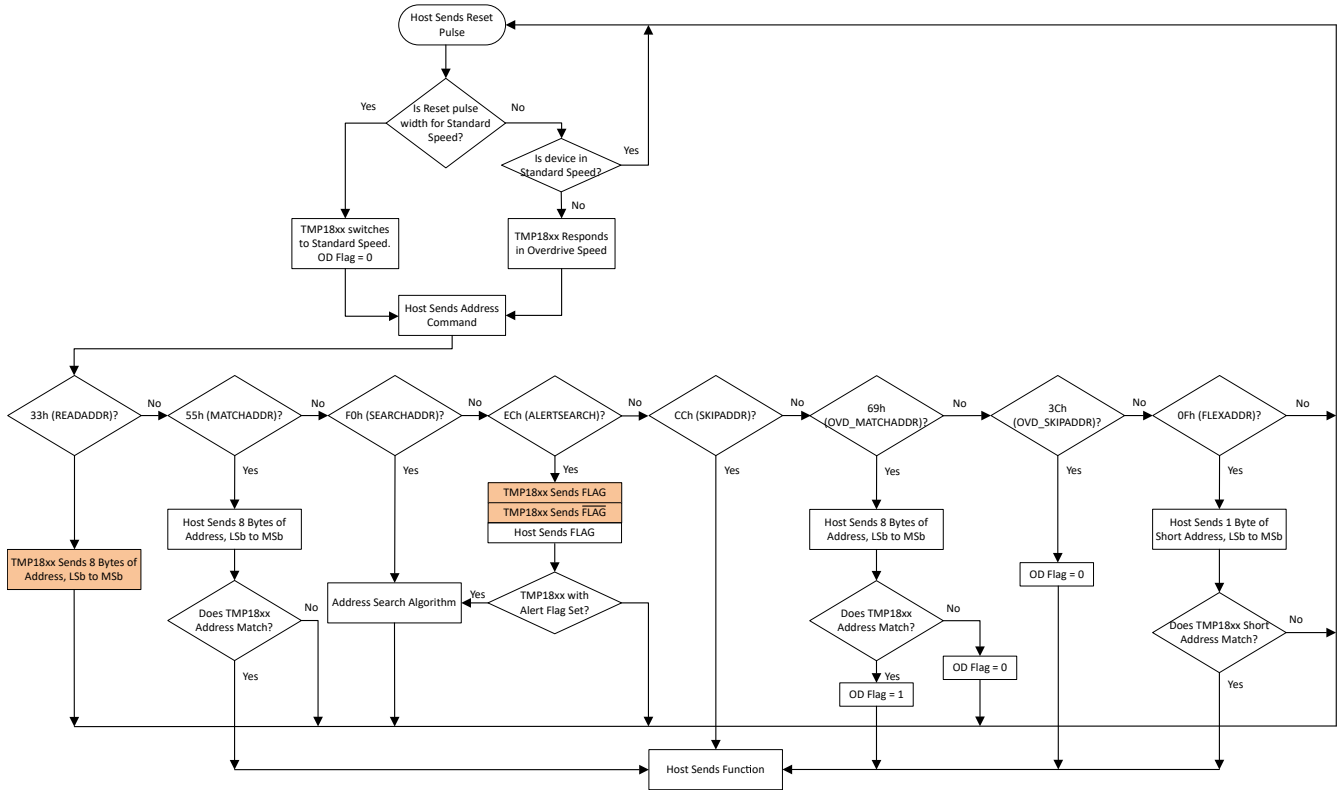 Host Sends Reset
Pulse
Yes
Is Reset pulse
width for Standard
Speed?
No
Is device in
Standard Speed?
Yes
No
TMP18xx switches
to Standard Speed.
OD Flag = 0
TMP18xx Responds
in Overdrive Speed
Host Sends Address
Command
33h (READADDR)?
No
55h (MATCHADDR)?
No
F0h (SEARCHADDR)?
No
ECh (ALERTSEARCH)?
No
CCh (SKIPADDR)?
No
69h
(OVD_MATCHADDR)?
No
3Ch
(OVD_SKIPADDR)?
No
0Fh (FLEXADDR)?
No
Yes
Yes
Yes
Yes
Yes
Yes
Yes
TMP18xx Sends FLAG
TMP18xx Sends F̅L̅A̅G̅
Host Sends FLAG
Host Sends 8 Bytes of
Address, LSb to MSb
Host Sends 8 Bytes of
Address, LSb to MSb
Host Sends 1 Byte of
Short Address, LSb to MSb
TMP18xx Sends 8 Bytes of
Address, LSb to MSb
OD Flag = 0
Does TMP18xx
Address Match?
No
Yes
Address Search Algorithm
Yes
TMP18xx with
Alert Flag Set?
Does TMP18xx
Address Match?
No
Yes
OD Flag = 0
OD Flag = 1
Does TMP18xx Short
Address Match?
No
Yes
Host Sends Function